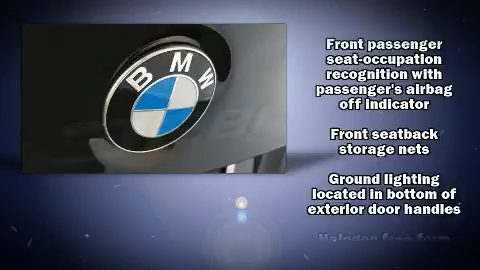 BMW
Front passenger
seat-occupation
recognition with
passenger's airbag
off indicator
Front seatback
storage nets
Ground lighting
located in bottom of
exterior door handles